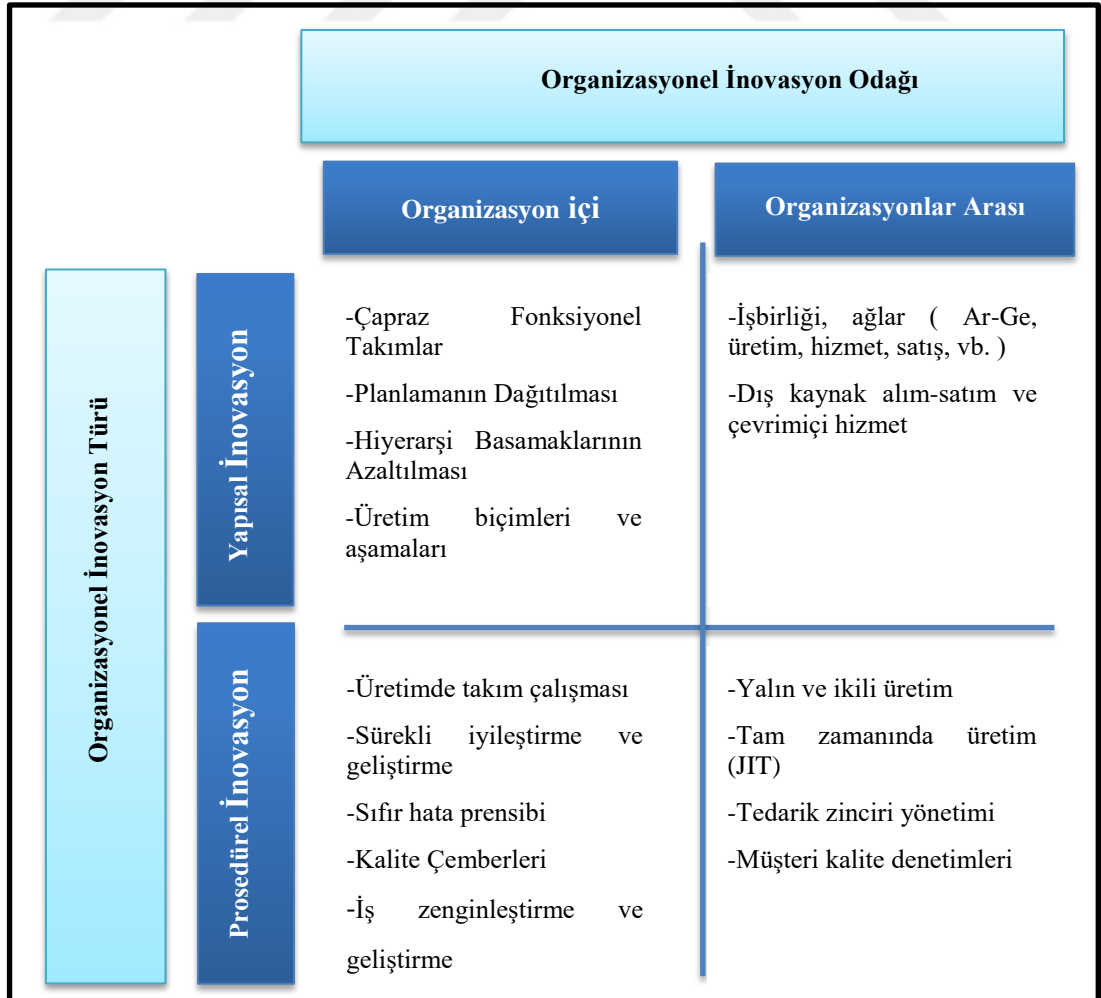 Organizasyonel İnovasyon Odağı
Organizasyon içi
Organizasyonlar Arası
Organizasyonel İnovasyon Türü
Yapısal İnovasyon
-Çapraz Fonksiyonel
Takımlar
-Planlamanın Dağıtılması
-Hiyerarşi Basamaklarının
Azaltılması
-Üretim biçimleri ve
aşamaları
-İşbirliği, ağlar ( Ar-Ge,
üretim, hizmet, satış, vb. )
-Dış kaynak alım-satım ve
çevrimiçi hizmet
Prosedürel İnovasyon
-Üretimde takım çalışması
-Sürekli iyileştirme ve
geliştirme
-Sıfır hata prensibi
-Kalite Çemberleri
-İş zenginleştirme ve
geliştirme
-Yalın ve ikili üretim
-Tam zamanında üretim
(JIT)
-Tedarik zinciri yönetimi
-Müşteri kalite denetimleri